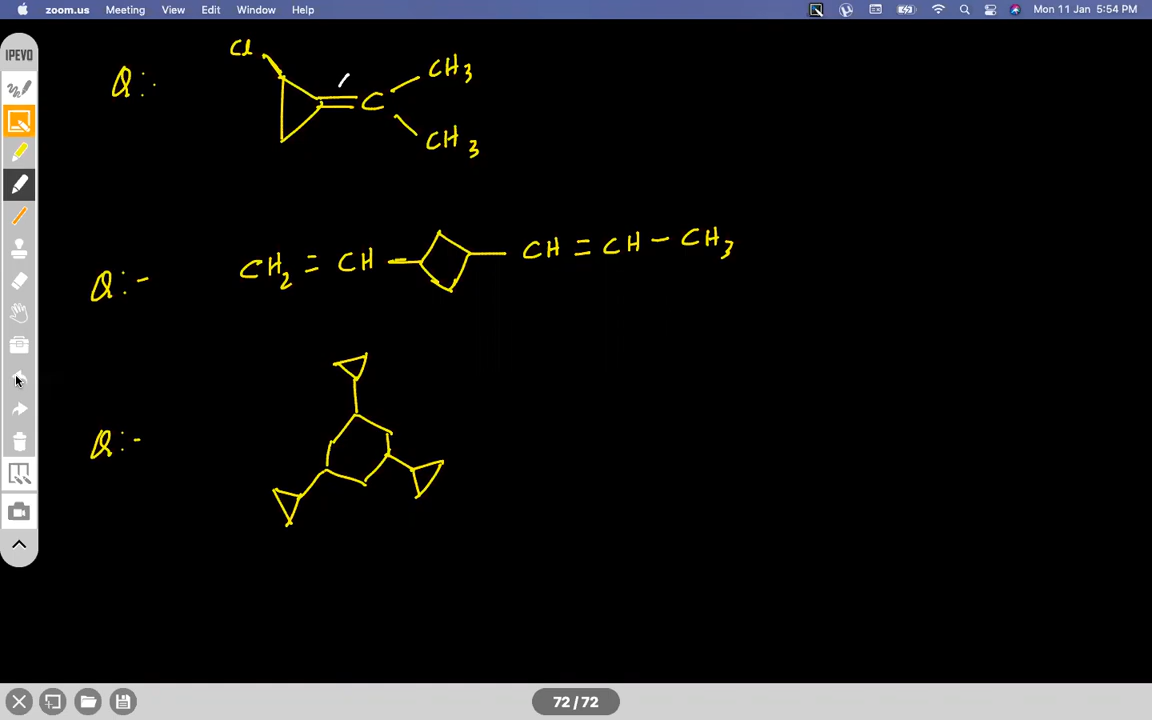 zoom.us Meeting View Edit Window Help Mon 11 Jan 5:54 PM
IPEVO
Q:- Cl C CH3 CH3
Q:- CH2 = CH CH = CH - CH3
Q:-
72 / 72